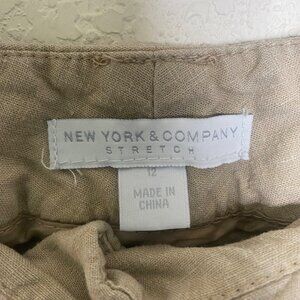 NEW YORK & COMPANY
STRETCH
12
MADE IN
CHINA